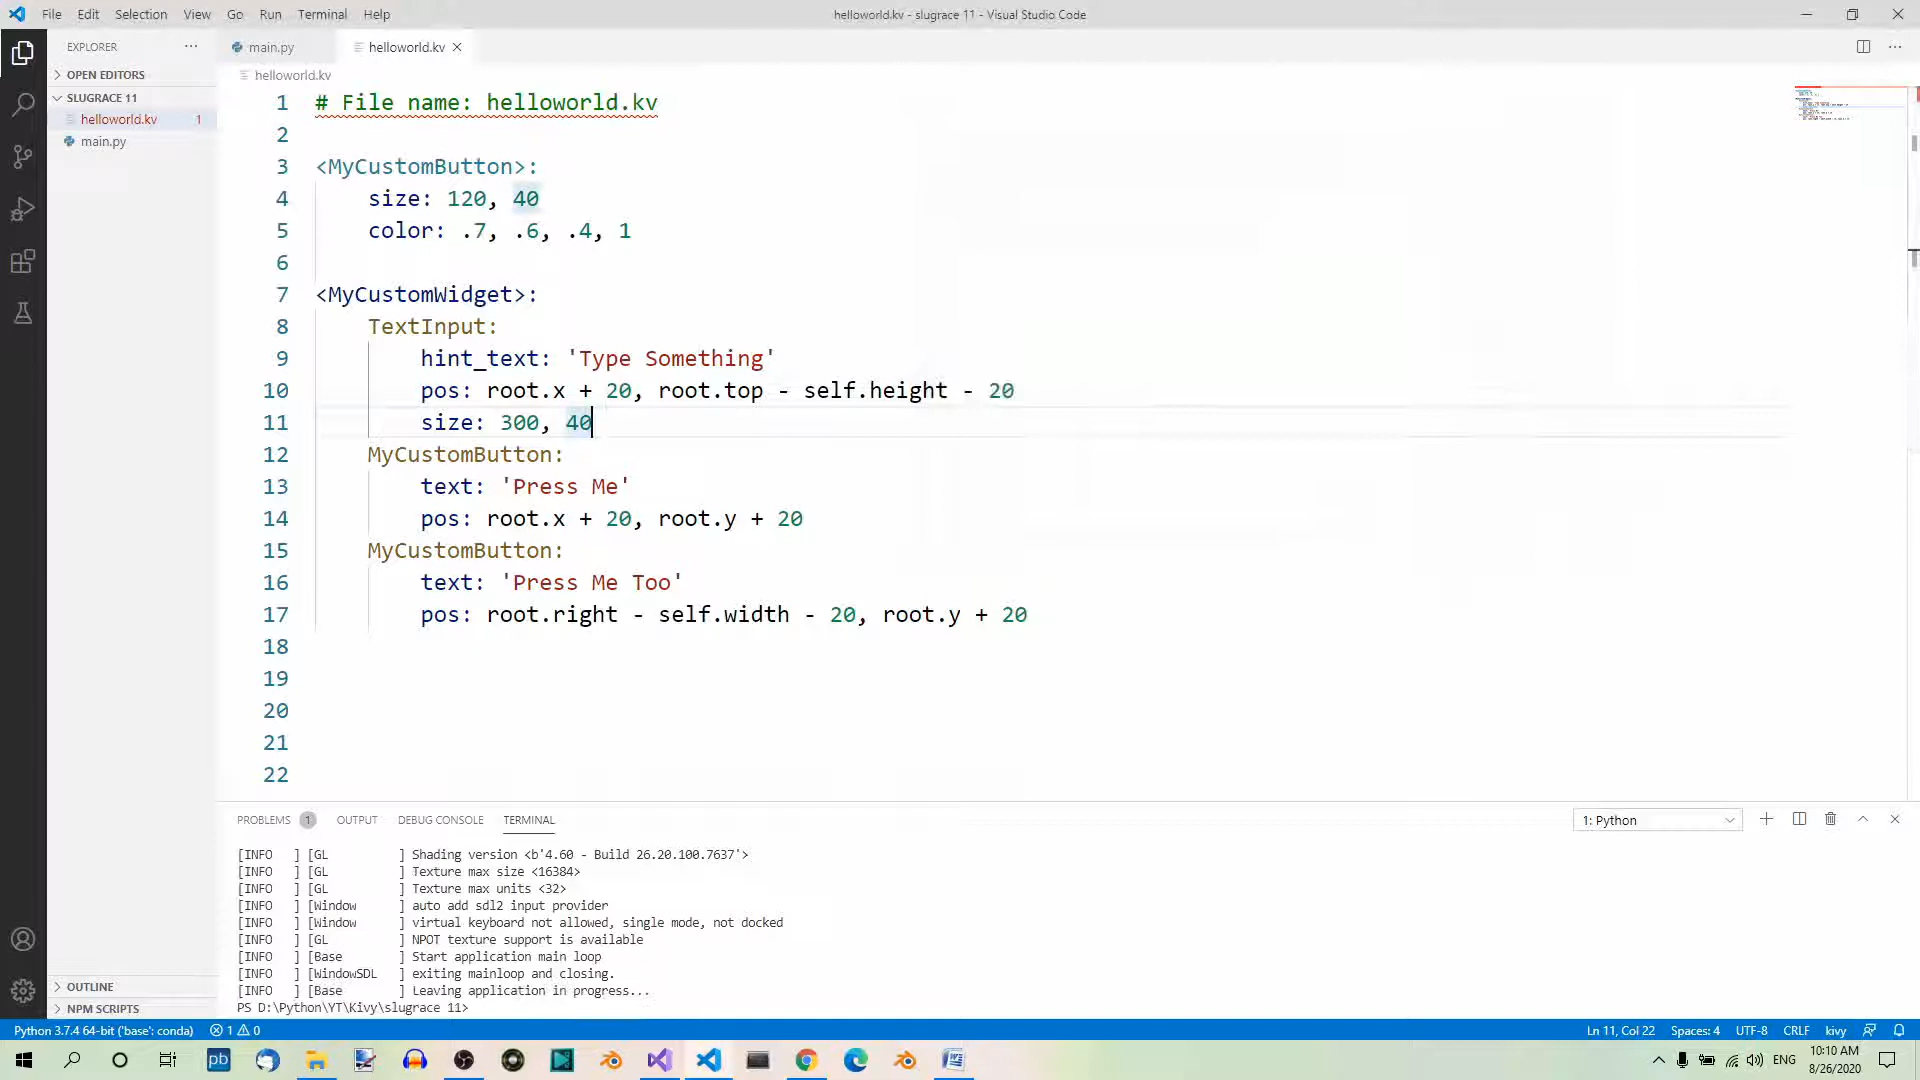 File Edit Selection View Go Run Terminal Help
helloworld.kv - slugrace 11 - Visual Studio Code
EXPLORER
OPEN EDITORS
SLUGRACE 11
helloworld.kv 1
main.py
OUTLINE
NPM SCRIPTS
main.py helloworld.kv
helloworld.kv
1 # File name: helloworld.kv
2
3 <MyCustomButton>:
4 size: 120, 40
5 color: .7, .6, .4, 1
6
7 <MyCustomWidget>:
8 TextInput:
9 hint_text: 'Type Something'
10 pos: root.x + 20, root.top - self.height - 20
11 size: 300, 40
12 MyCustomButton:
13 text: 'Press Me'
14 pos: root.x + 20, root.y + 20
15 MyCustomButton:
16 text: 'Press Me Too'
17 pos: root.right - self.width - 20, root.y + 20
18
19
20
21
22
PROBLEMS 1 OUTPUT DEBUG CONSOLE TERMINAL
1: Python
[INFO ] [GL ] Shading version <b'4.60 - Build 26.20.100.7637'>
[INFO ] [GL ] Texture max size <16384>
[INFO ] [GL ] Texture max units <32>
[INFO ] [Window ] auto add sdl2 input provider
[INFO ] [Window ] virtual keyboard not allowed, single mode, not docked
[INFO ] [GL ] NPOT texture support is available
[INFO ] [Base ] Start application main loop
[INFO ] [WindowSDL ] exiting mainloop and closing.
[INFO ] [Base ] Leaving application in progress...
PS D:\Python\YT\Kivy\slugrace 11>
Python 3.7.4 64-bit ('base': conda) 1 0
Ln 11, Col 22 Spaces: 4 UTF-8 CRLF kivy
pb
ENG
10:10 AM
8/26/2020